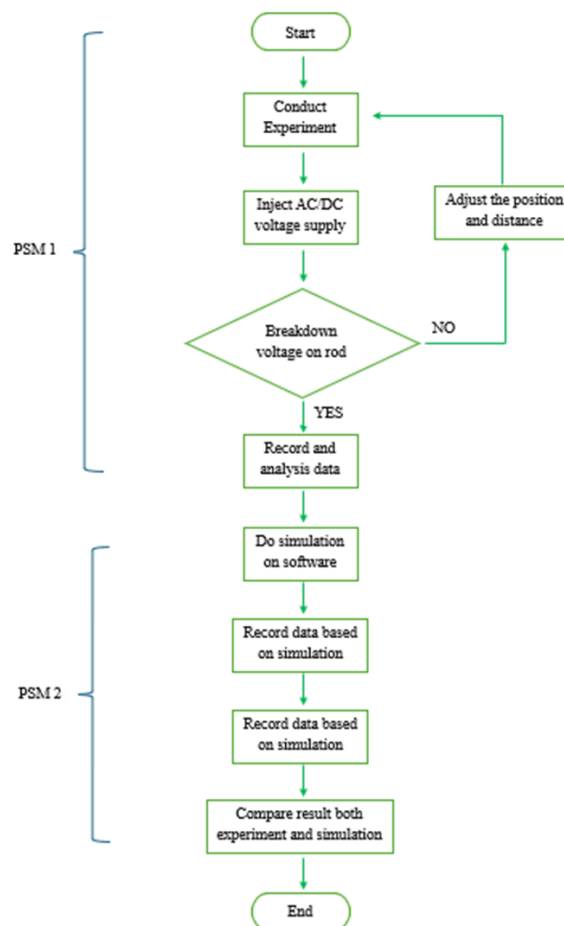 Start
Conduct
Experiment
Inject AC/DC
voltage supply
Adjust the position
and distance
PSM 1
Breakdown
voltage on rod
NO
YES
Record and
analysis data
Do simulation
on software
Record data based
on simulation
PSM 2
Record data based
on simulation
Compare result both
experiment and simulation
End